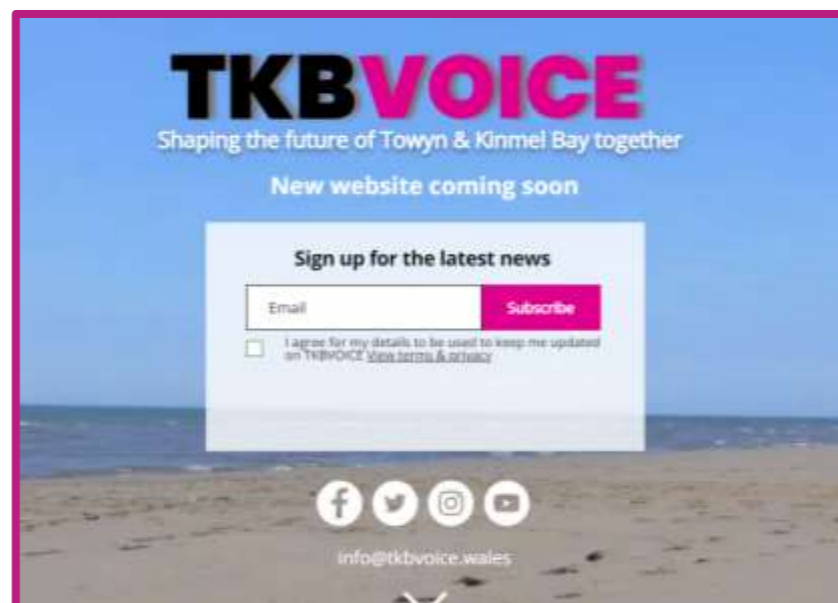 TKBVOICE
Shaping the future of Towyn & Kinmel Bay together
New website coming soon
Sign up for the latest news
Email
Subscribe
I agree for my details to be used to keep me updated
on TKBVOICE View terms & privacy
info@tkbvoice.wales